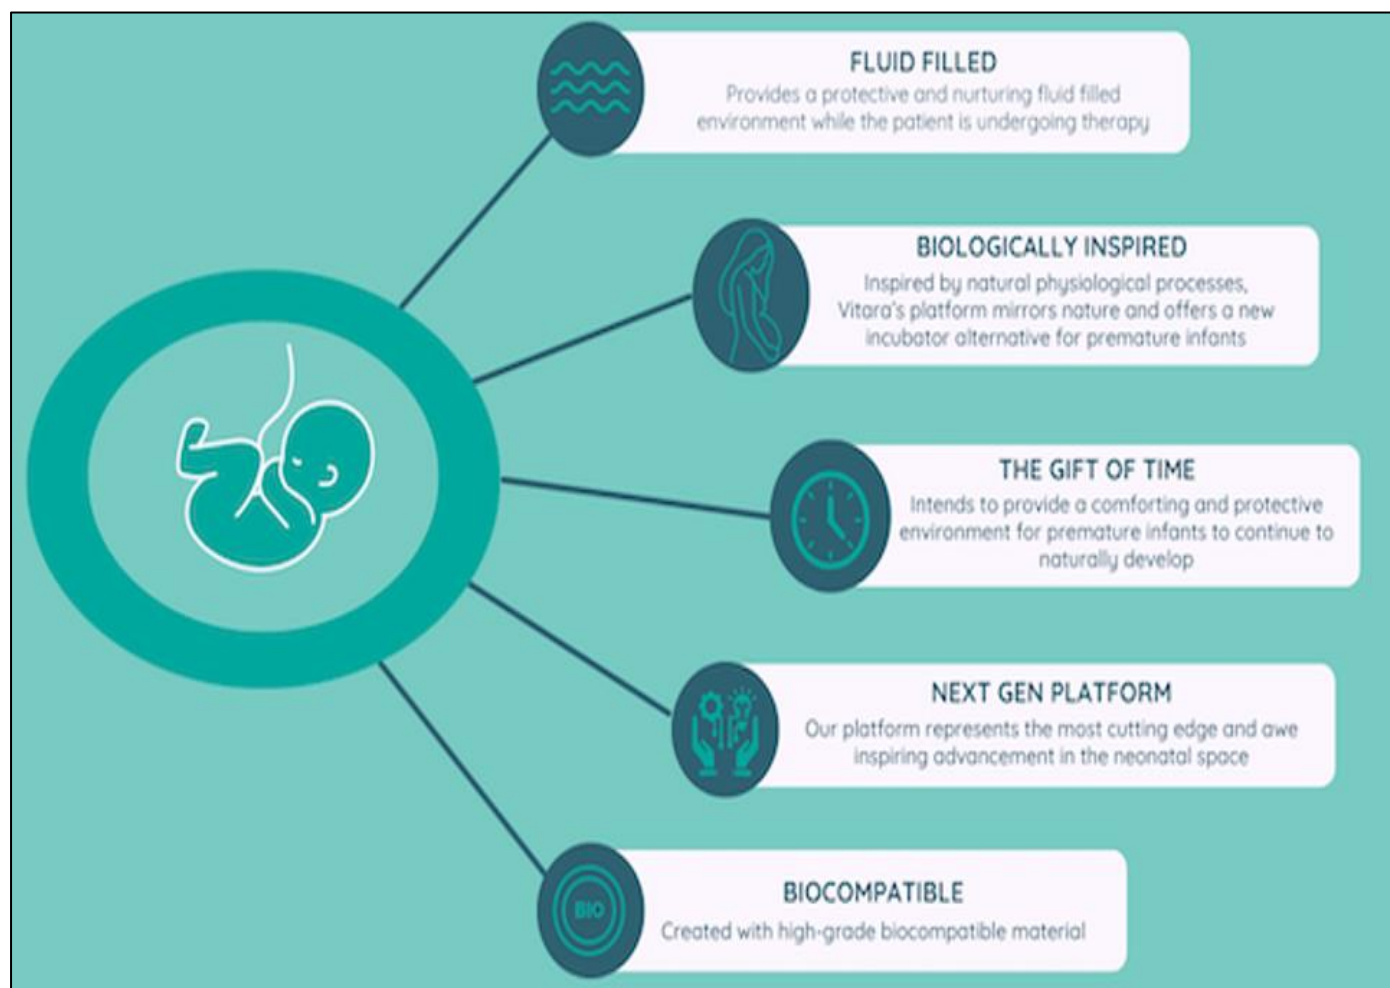 FLUID FILLED
Provides a protective and nurturing fluid filled
environment while the patient is undergoing therapy
BIOLOGICALLY INSPIRED
Inspired by natural physiological processes,
Vitara's platform mirrors nature and offers a new
incubator alternative for premature infants
THE GIFT OF TIME
Intends to provide a comforting and protective
environment for premature infants to continue to
naturally develop
NEXT GEN PLATFORM
Our platform represents the most cutting edge and awe
inspiring advancement in the neonatal space
BIO
BIOCOMPATIBLE
Created with high-grade biocompatible material